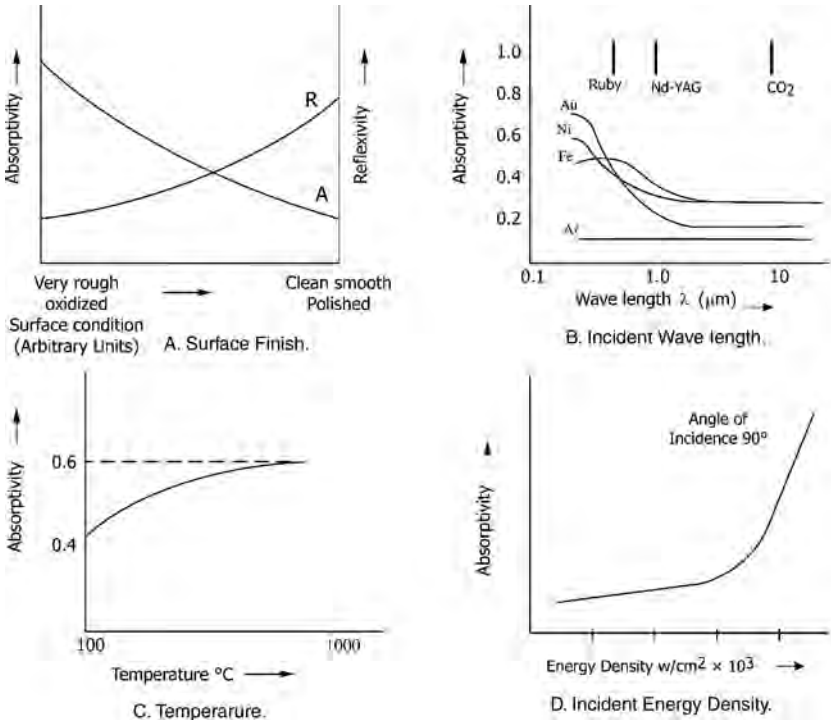 Absorptivity
R
A
Reflexivity
Very rough
oxidized
Clean smooth
Polished
Surface condition
(Arbitrary Units)
A. Surface Finish.
Absorptivity
1.0
0.8
0.6
0.4
0.2
Ruby
Nd-YAG
CO2
Au
Ni
Fe
Al
0.1
1.0
10
Wave length λ (μm)
B. Incident Wave length.
Absorptivity
0.6
0.4
100
1000
Temperature °C
C. Temperarure.
Absorptivity
Angle of
Incidence 90°
Energy Density w/cm² × 10³
D. Incident Energy Density.